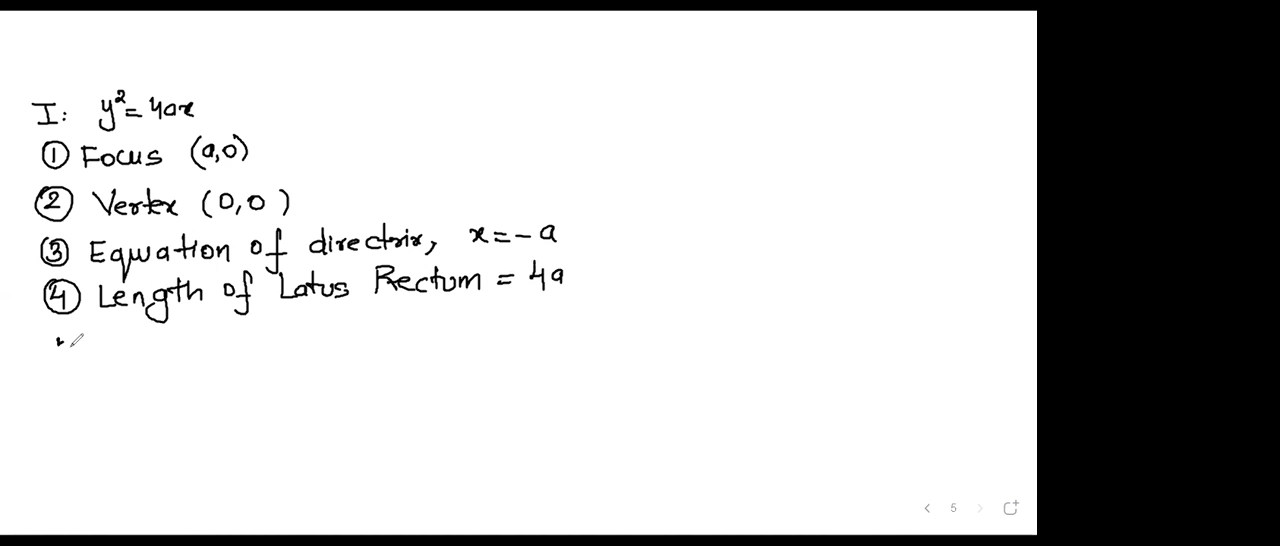 I: y²=4ax
① Focus (a,0)
② Vertex (0,0)
③ Equation of directrix, x=-a
④ Length of Latus Rectum = 4a
< 5 >